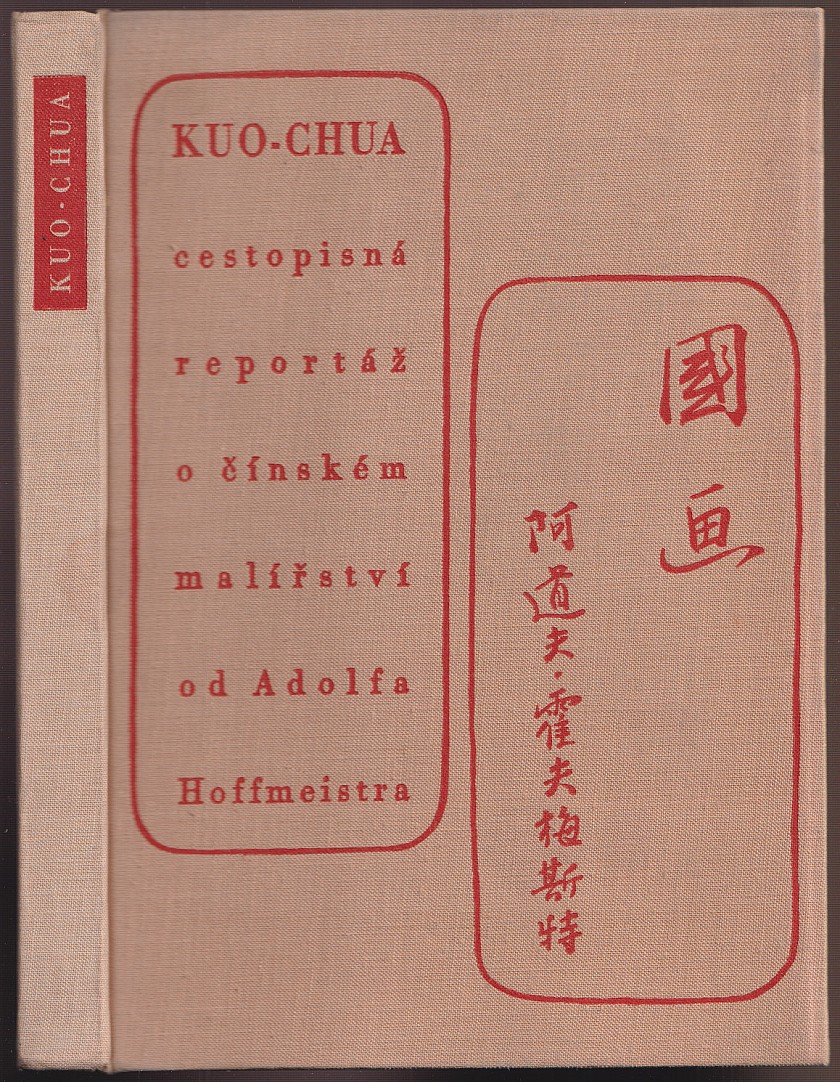 KUO-CHUA
KUO-CHUA
cestopisná
reportáž
o čínském
malířství
od Adolfa
Hoffmeistra
國画
阿道夫·霍夫梅斯特